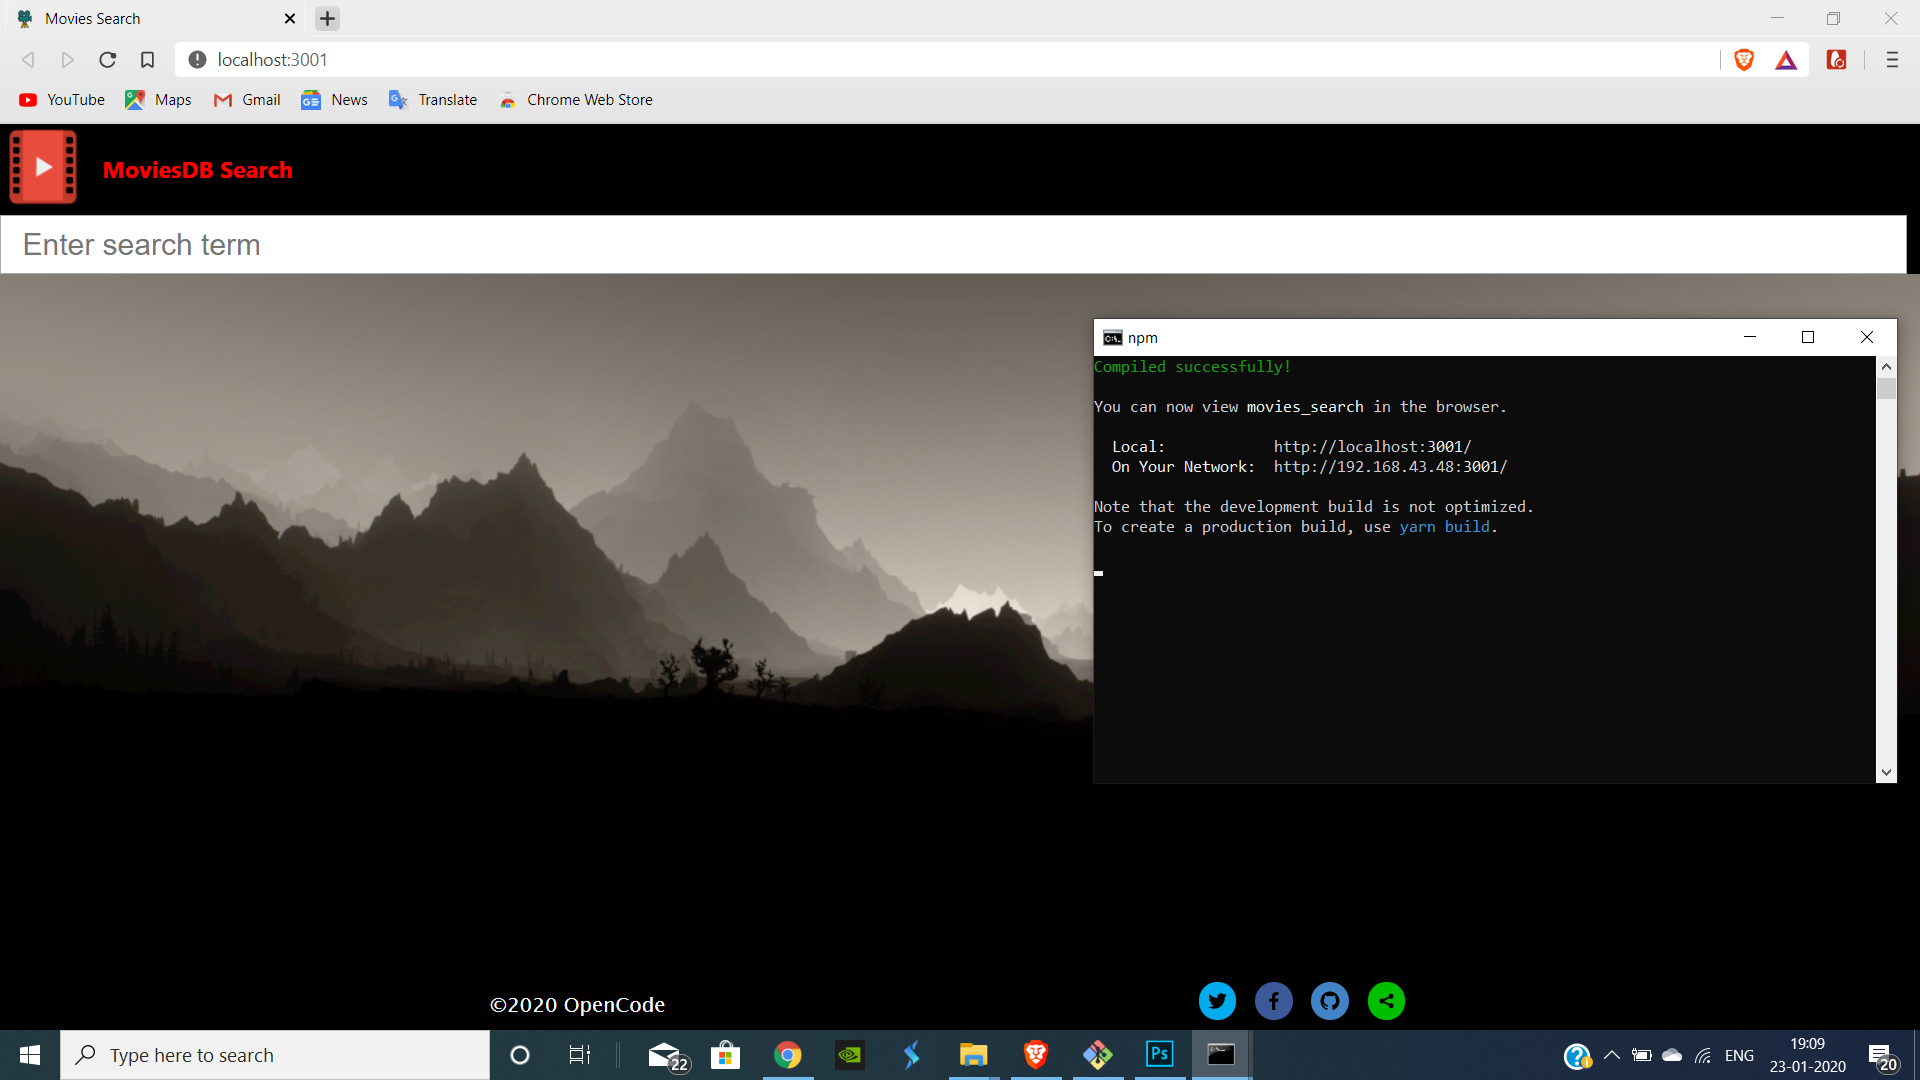 Movies Search
localhost:3001
YouTube Maps Gmail News Translate Chrome Web Store
MoviesDB Search
Enter search term
npm
Compiled successfully!
You can now view movies_search in the browser.
Local: http://localhost:3001/
On Your Network: http://192.168.43.48:3001/
Note that the development build is not optimized.
To create a production build, use yarn build.
©2020 OpenCode
Type here to search
22
Ps
ENG
19:09
23-01-2020
20